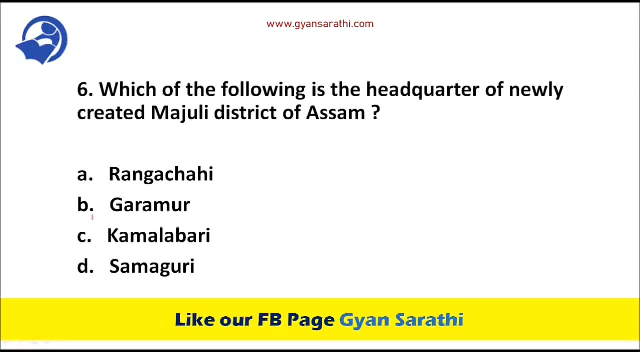 www.gyansarathi.com
6. Which of the following is the headquarter of newly
created Majuli district of Assam ?
a. Rangachahi
b. Garamur
c. Kamalabari
d. Samaguri
Like our FB Page Gyan Sarathi